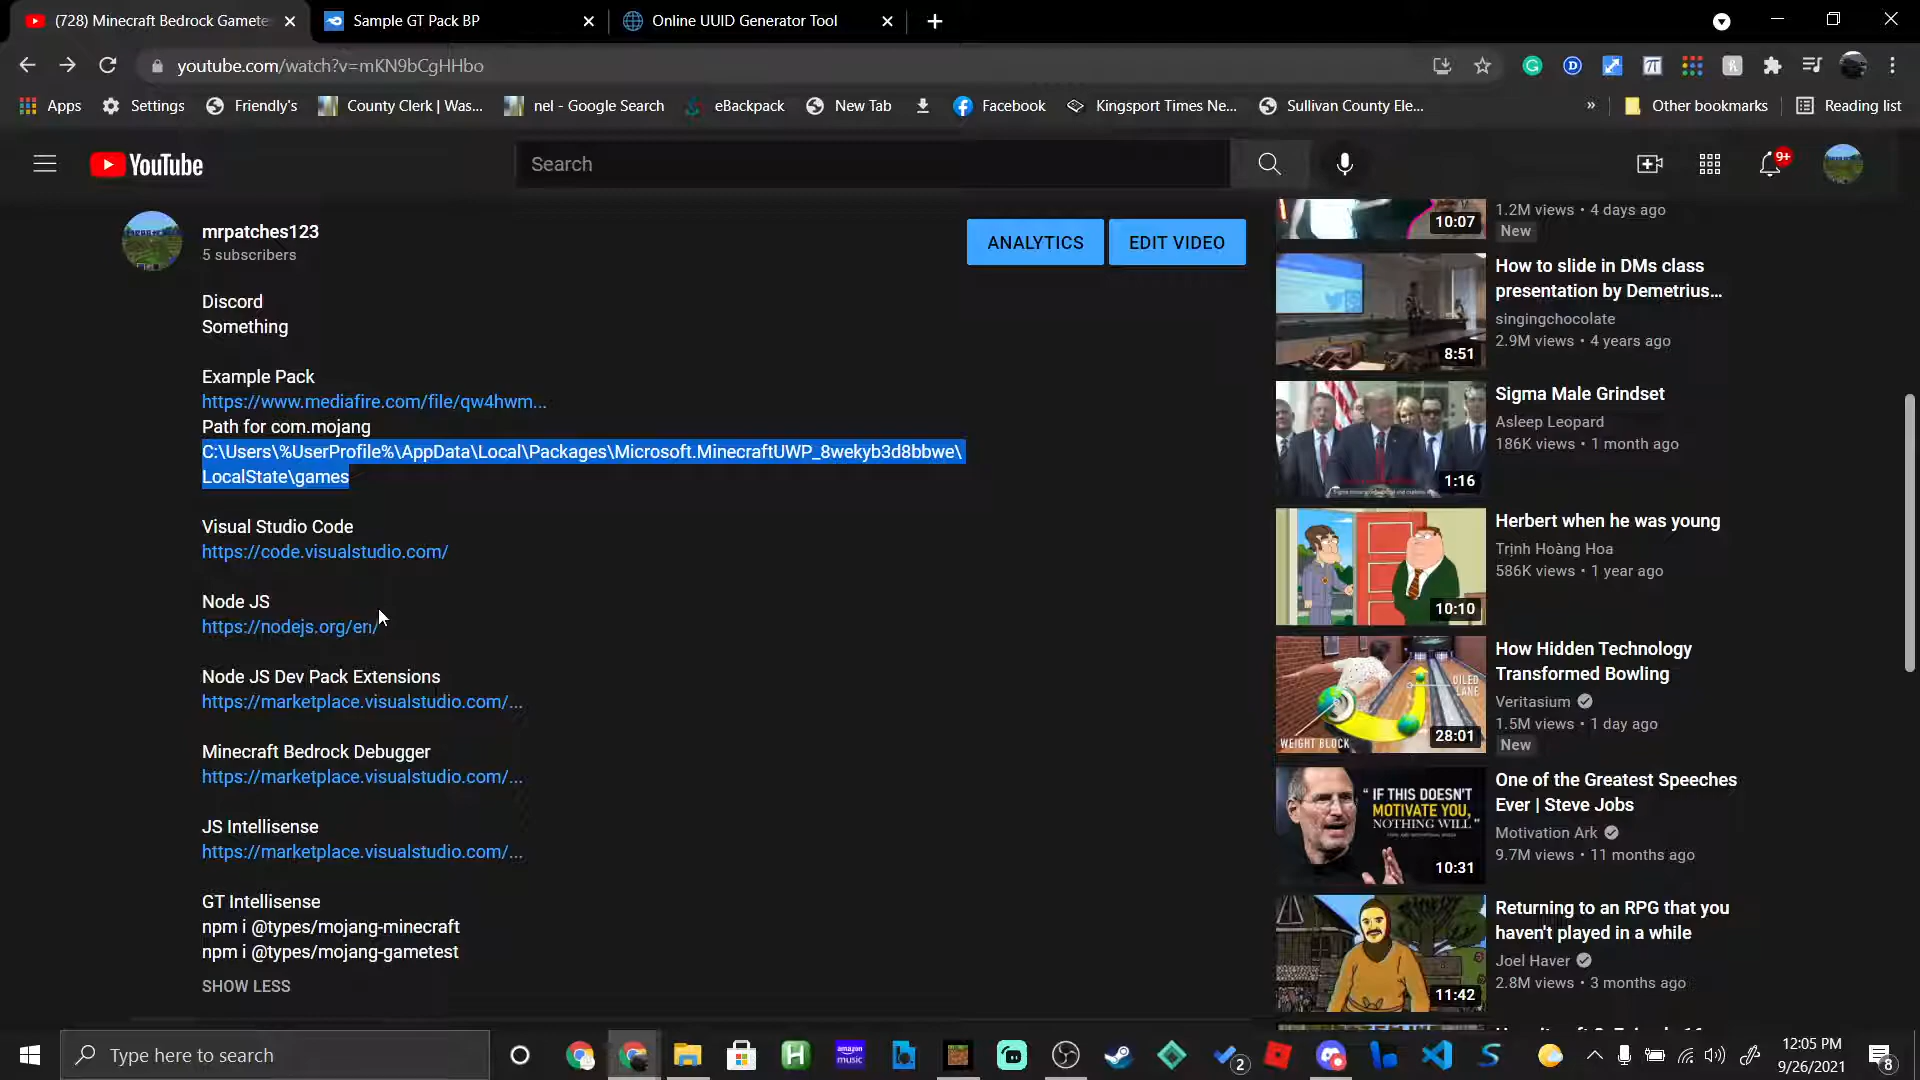 (728) Minecraft Bedrock Gamete
Sample GT Pack BP
Online UUID Generator Tool
youtube.com/watch?v=mKN9bCgHHbo
Apps
Settings
Friendly's
County Clerk | Was...
nel - Google Search
eBackpack
New Tab
Facebook
Kingsport Times Ne...
Sullivan County Ele...
»
Other bookmarks
Reading list
YouTube
Search
9+
mrpatches123
5 subscribers
ANALYTICS
EDIT VIDEO
Discord
Something
Example Pack
https://www.mediafire.com/file/qw4hwm...
Path for com.mojang
C:\Users\%UserProfile%\AppData\Local\Packages\Microsoft.MinecraftUWP_8wekyb3d8bbwe\
LocalState\games
Visual Studio Code
https://code.visualstudio.com/
Node JS
https://nodejs.org/en/
Node JS Dev Pack Extensions
https://marketplace.visualstudio.com/...
Minecraft Bedrock Debugger
https://marketplace.visualstudio.com/...
JS Intellisense
https://marketplace.visualstudio.com/...
GT Intellisense
npm i @types/mojang-minecraft
npm i @types/mojang-gametest
SHOW LESS
10:07
1.2M views • 4 days ago
New
How to slide in DMs class
presentation by Demetrius...
singingchocolate
2.9M views • 4 years ago
8:51
Sigma Male Grindset
Asleep Leopard
186K views • 1 month ago
1:16
Herbert when he was young
Trịnh Hoàng Hoa
586K views • 1 year ago
10:10
How Hidden Technology
Transformed Bowling
Veritasium
1.5M views • 1 day ago
New
OILED
LANE
WEIGHT BLOCK
28:01
One of the Greatest Speeches
Ever | Steve Jobs
Motivation Ark
9.7M views • 11 months ago
" IF THIS DOESN'T
MOTIVATE YOU,
NOTHING WILL "
10:31
Returning to an RPG that you
haven't played in a while
Joel Haver
2.8M views • 3 months ago
11:42
Type here to search
amazon
music
2
12:05 PM
9/26/2021
8